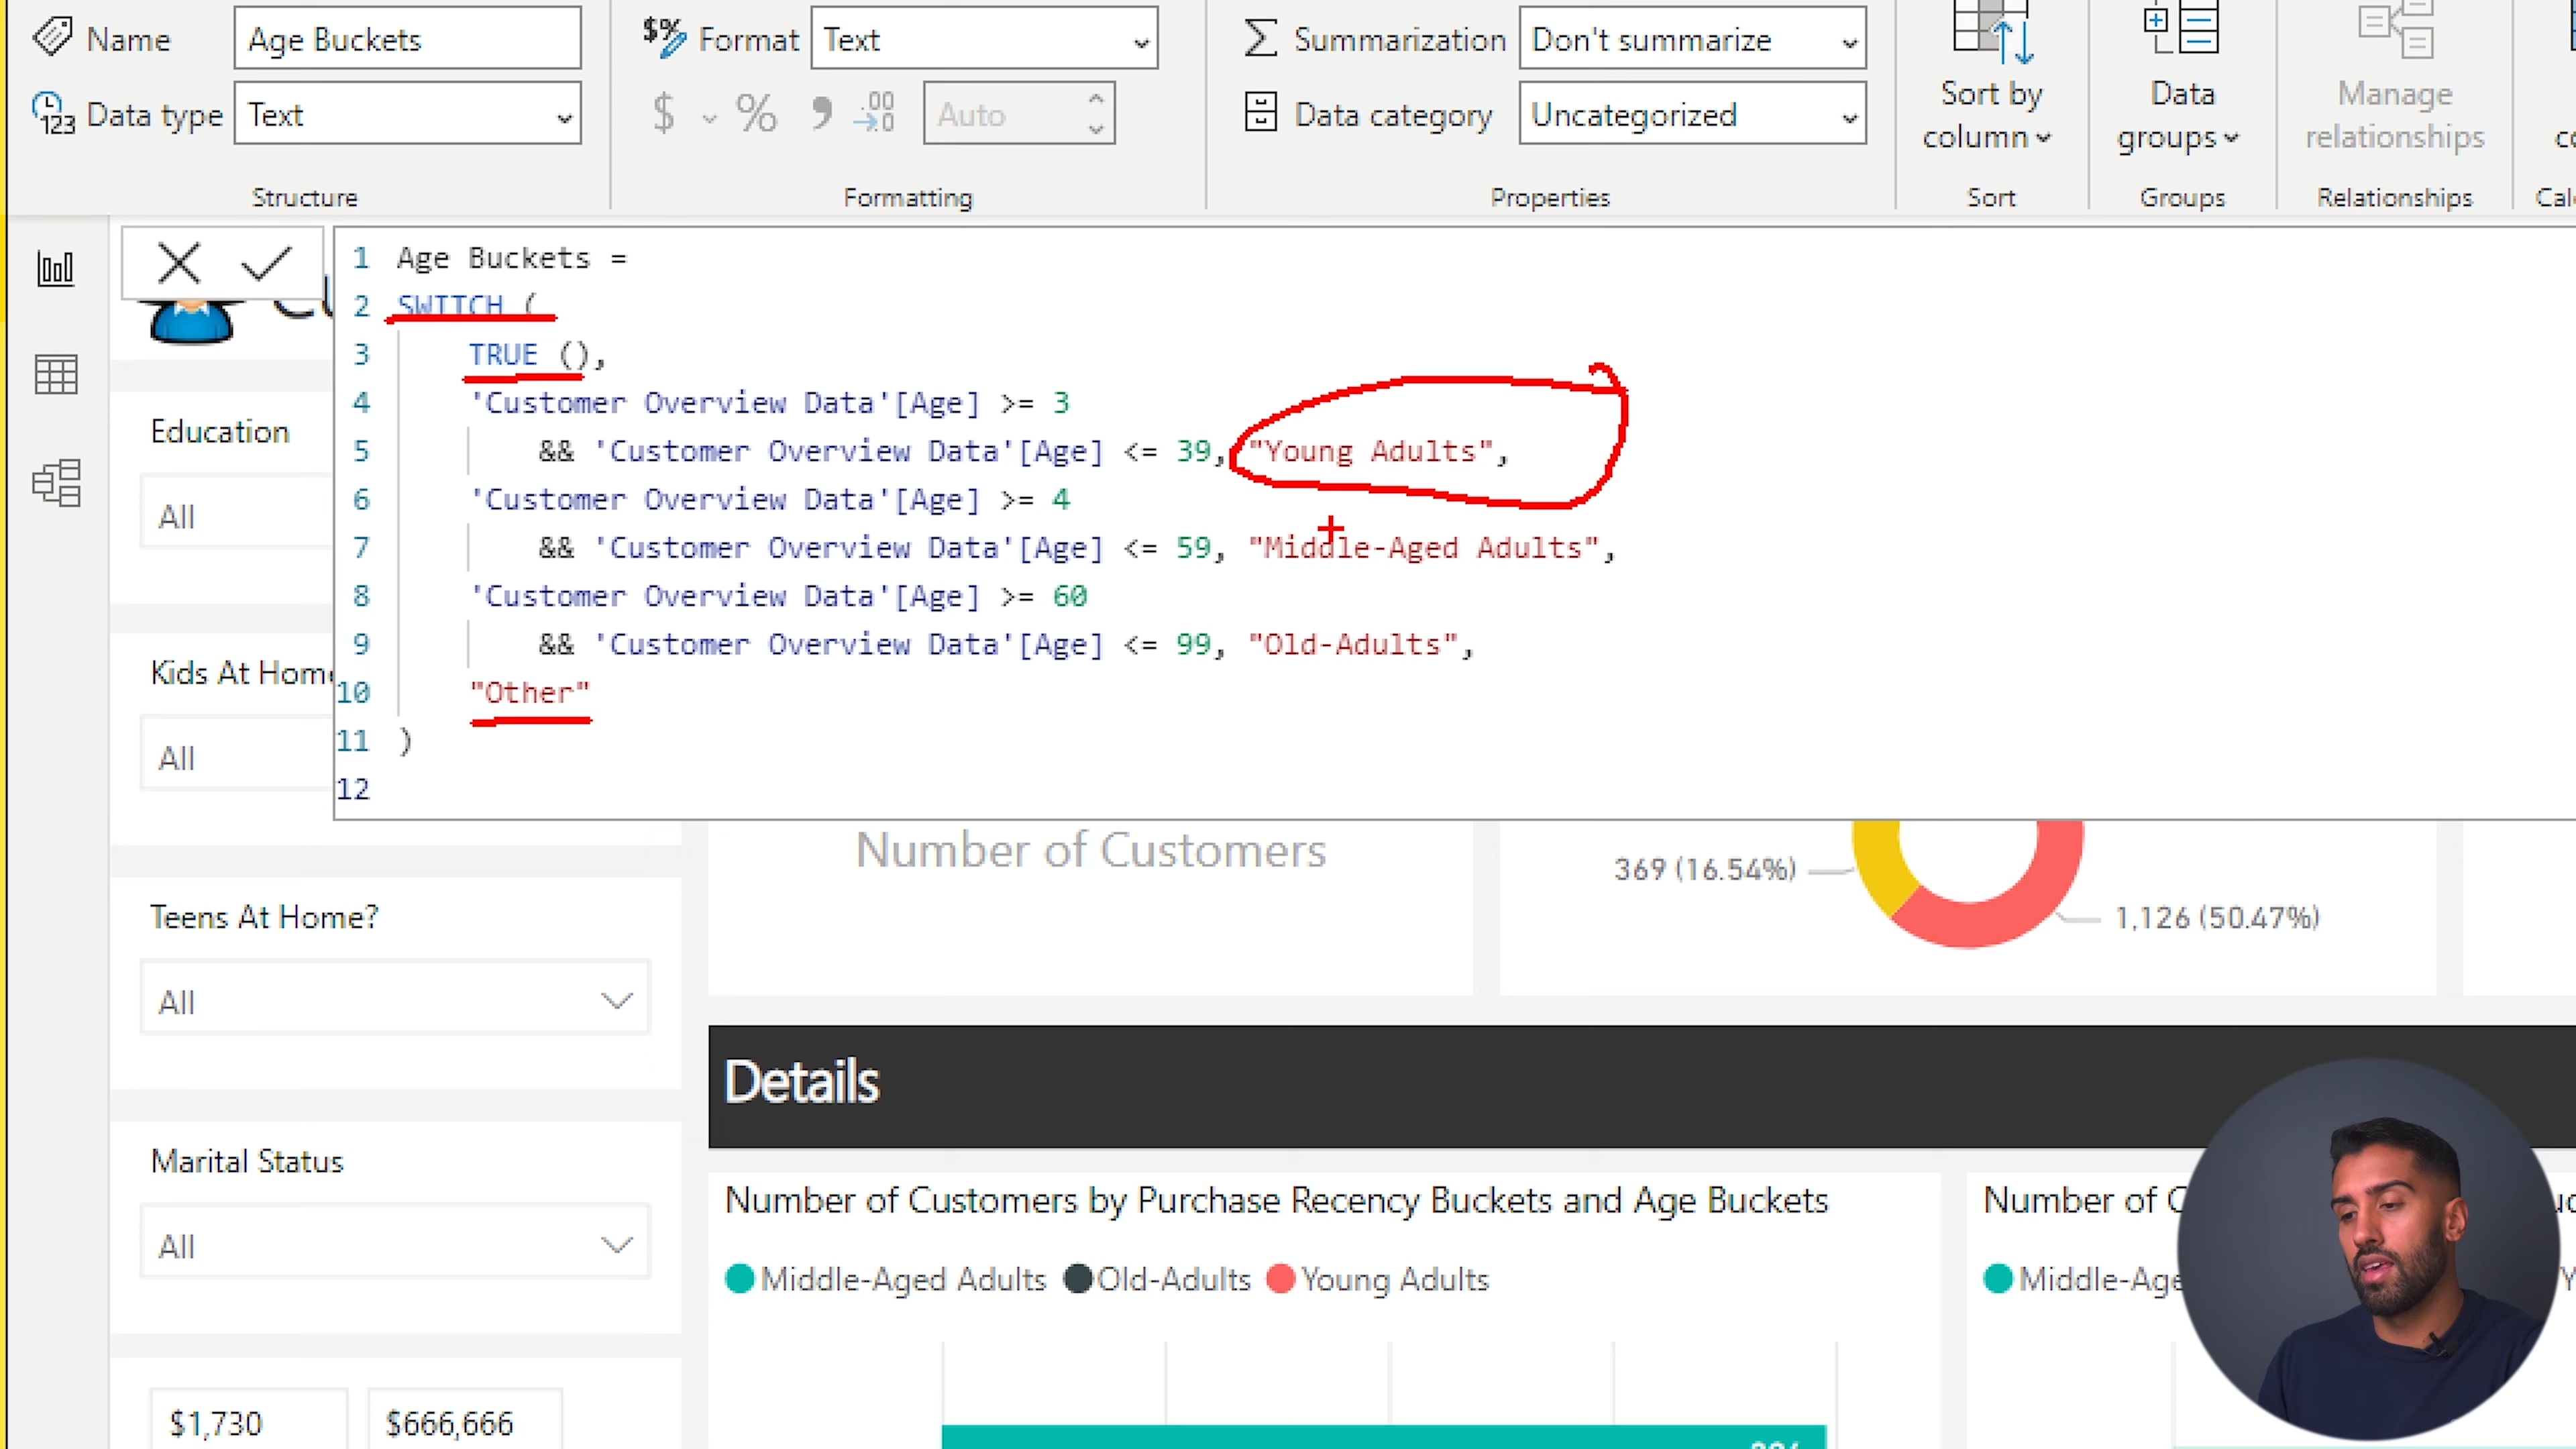 Name
Age Buckets
Format
Text
Summarization
Don't summarize
Data type
Text
$
%
Auto
Data category
Uncategorized
Sort by
column
Data
groups
Manage
relationships
Structure
Formatting
Properties
Sort
Groups
Relationships
1 Age Buckets =
2 SWITCH (
3 TRUE (),
4 'Customer Overview Data'[Age] >= 3
5 && 'Customer Overview Data'[Age] <= 39, "Young Adults",
6 'Customer Overview Data'[Age] >= 4
7 && 'Customer Overview Data'[Age] <= 59, "Middle-Aged Adults",
8 'Customer Overview Data'[Age] >= 60
9 && 'Customer Overview Data'[Age] <= 99, "Old-Adults",
10 "Other"
11 )
12
Education
All
Kids At Home
All
Teens At Home?
All
Marital Status
All
$1,730
$666,666
Number of Customers
369 (16.54%)
1,126 (50.47%)
Details
Number of Customers by Purchase Recency Buckets and Age Buckets
Middle-Aged Adults Old-Adults Young Adults
Number of